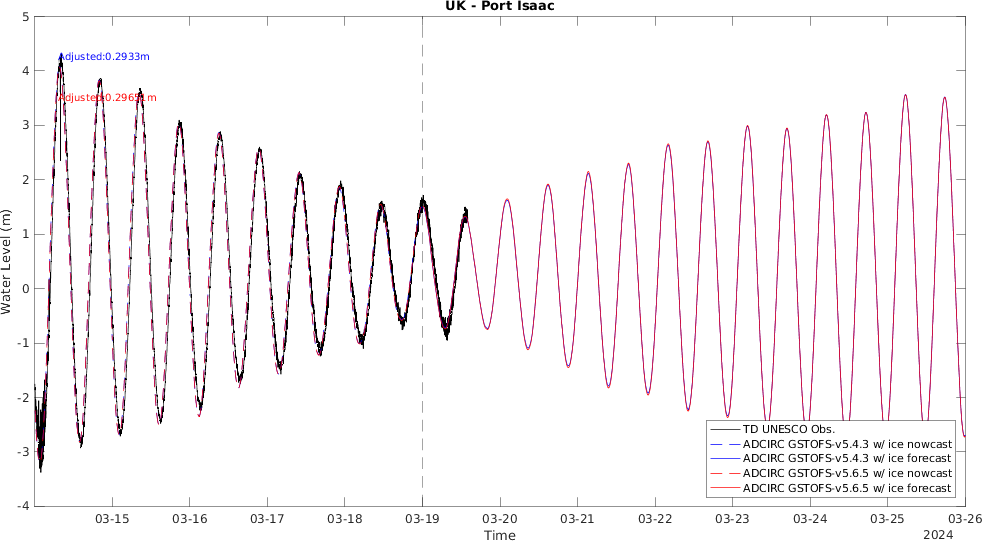 UK - Port Isaac
5
4
3
2
1
0
-1
-2
-3
-4
Water Level (m)
Adjusted:0.2933m
Adjusted:0.2965 1m
TD UNESCO Obs.
ADCIRC GSTOFS-v5.4.3 w/ ice nowcast
ADCIRC GSTOFS-v5.4.3 w/ ice forecast
ADCIRC GSTOFS-v5.6.5 w/ ice nowcast
ADCIRC GSTOFS-v5.6.5 w/ ice forecast
03-15 03-16 03-17 03-18 03-19 03-20 03-21 03-22 03-23 03-24 03-25 03-26
Time
2024